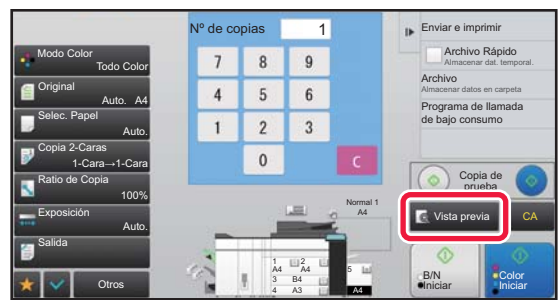 Modo Color
Todo Color
Original
Auto. A4
Selec. Papel
Auto.
Copia 2-Caras
1-Cara→1-Cara
Ratio de Copia
100%
Exposición
Auto.
Salida
Otros
Nº de copias 1
7 8 9
4 5 6
1 2 3
0 C
Normal 1
A4
1 2
A4 A4
3 B4
4 A3
5
A4
Enviar e imprimir
Archivo Rápido
Almacenar dat. temporal.
Archivo
Almacenar datos en carpeta
Programa de llamada
de bajo consumo
Copia de
prueba
Vista previa
CA
B/N
Iniciar
Color
Iniciar